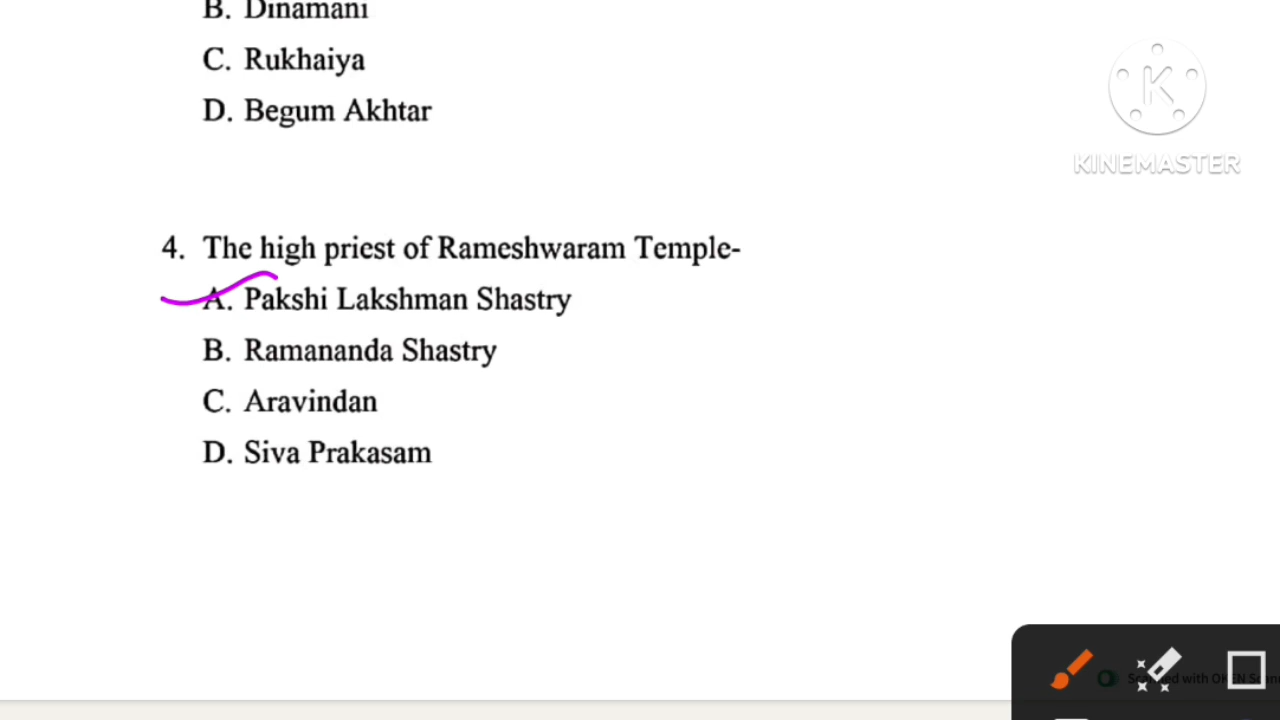 B. Dinamani
C. Rukhaiya
D. Begum Akhtar
K
KINEMASTER
4. The high priest of Rameshwaram Temple-
A. Pakshi Lakshman Shastry
B. Ramananda Shastry
C. Aravindan
D. Siva Prakasam
with